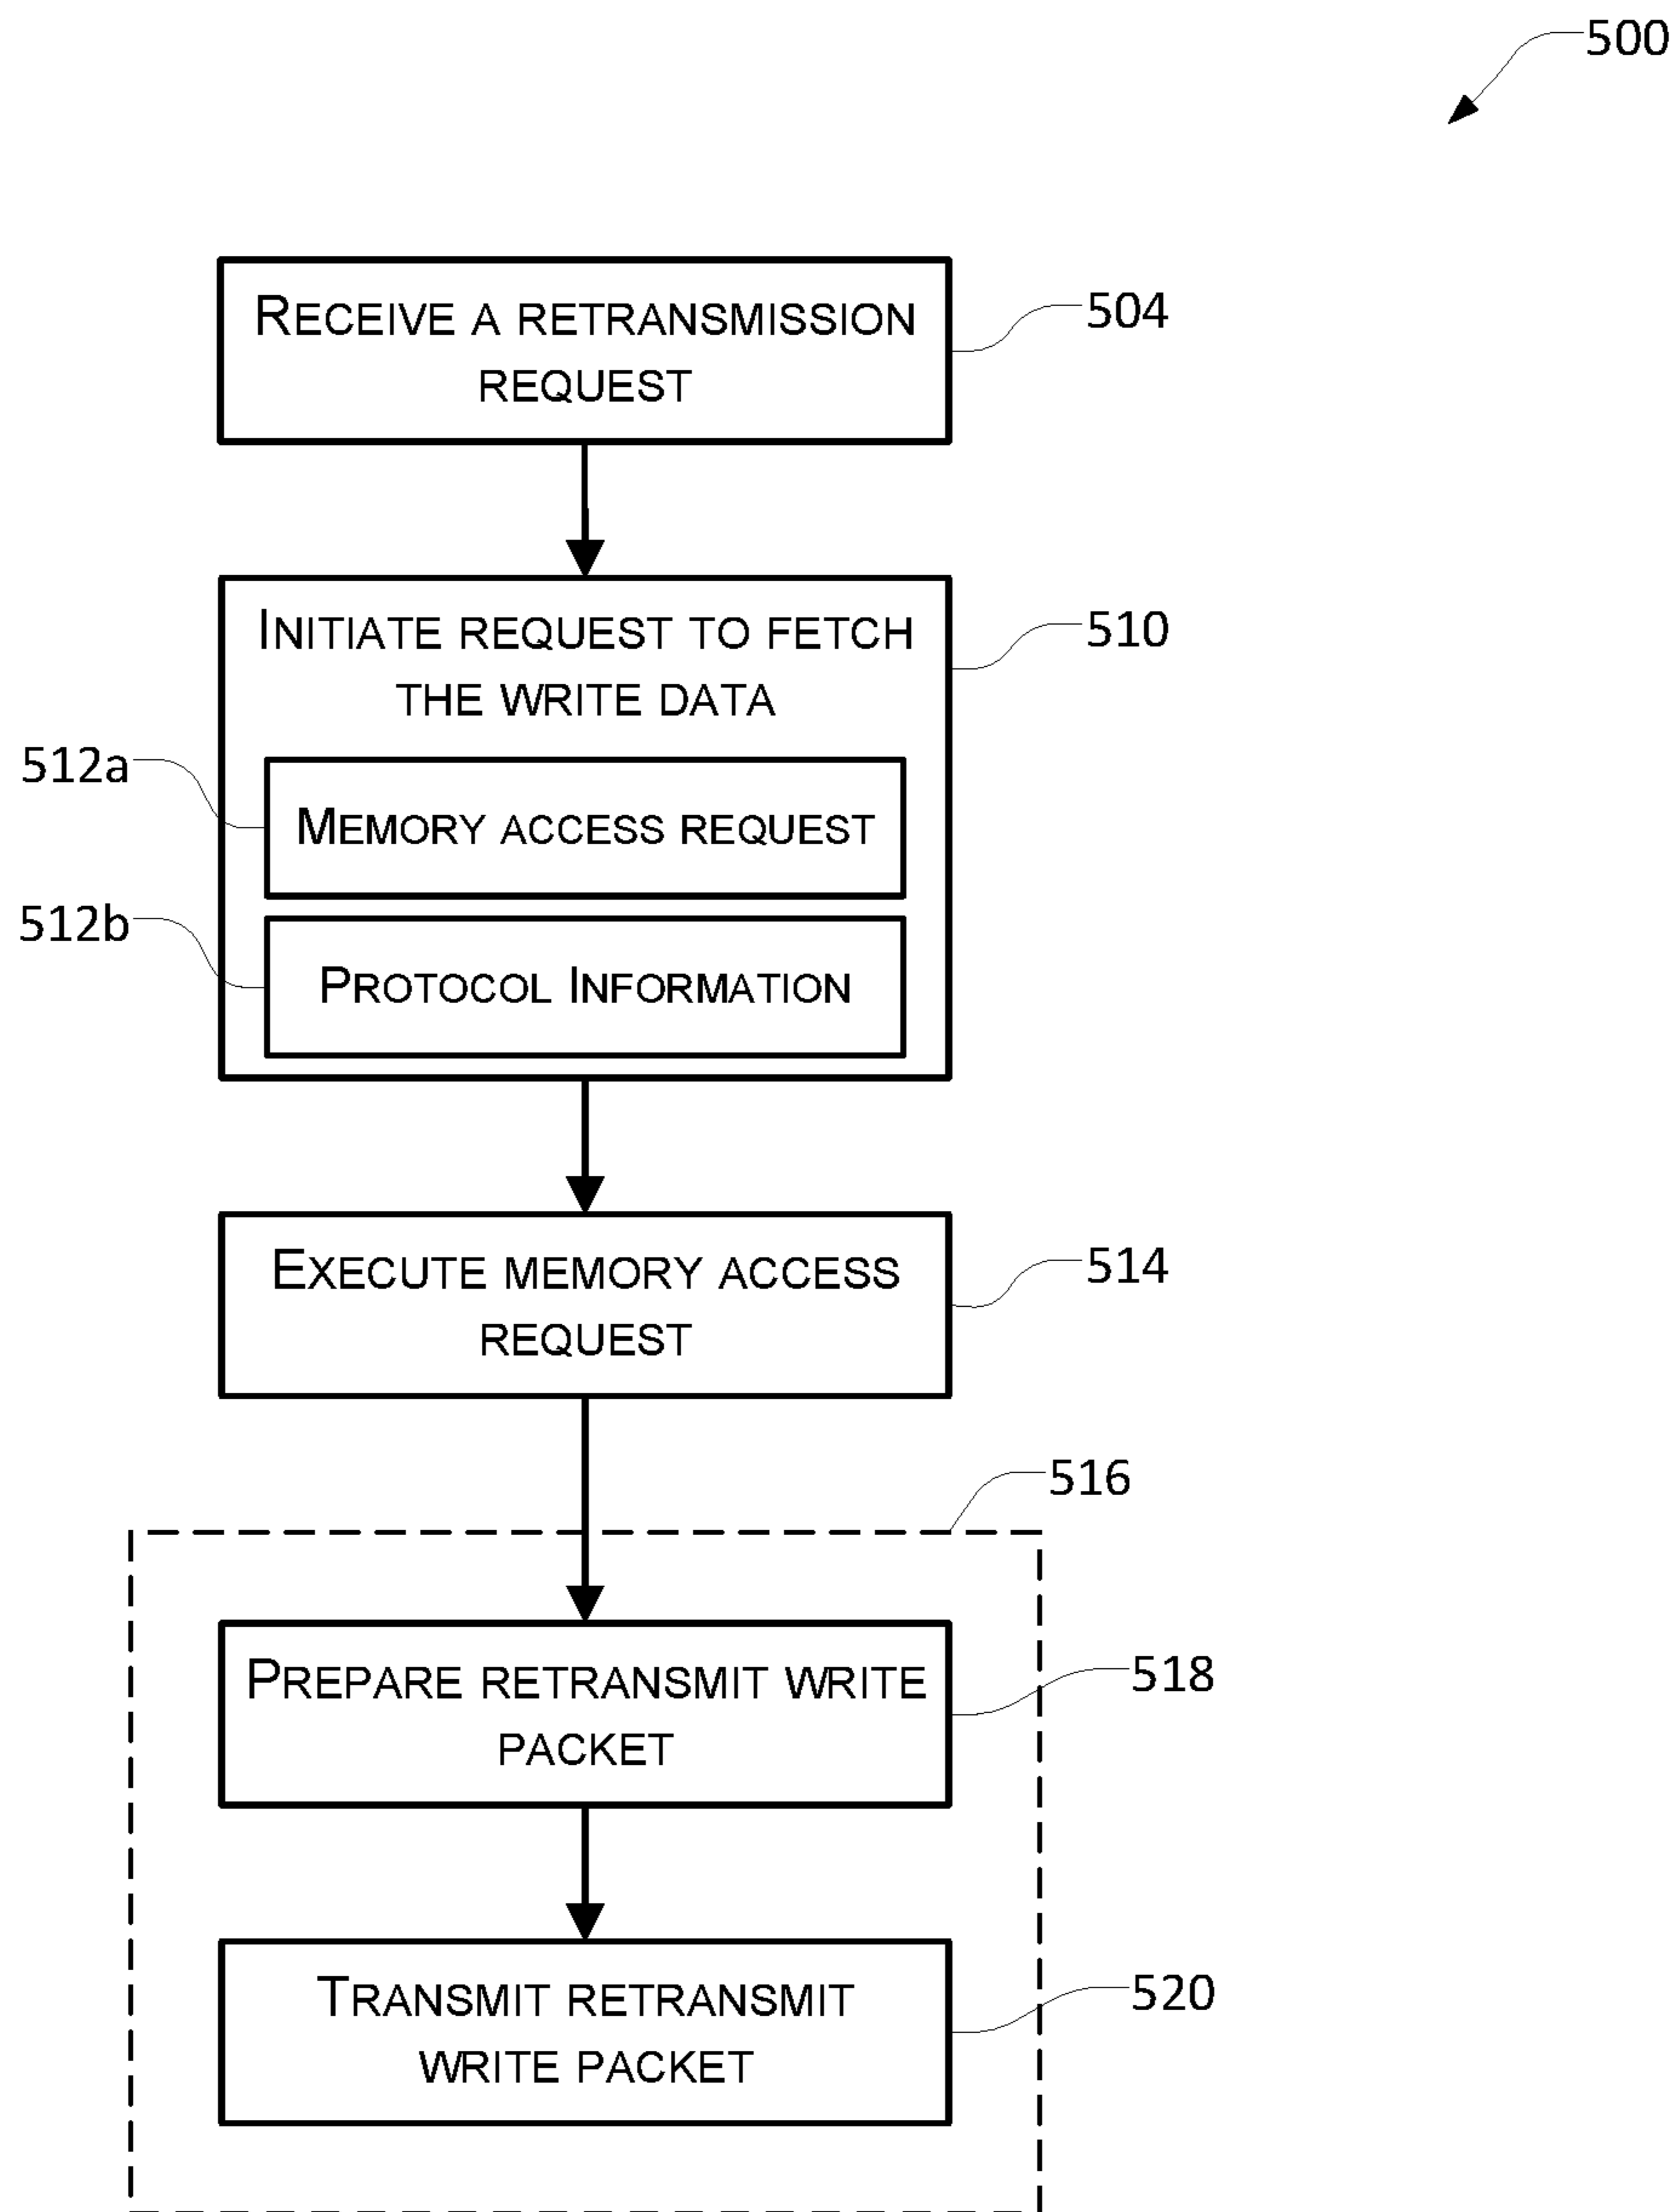 500
RECEIVE A RETRANSMISSION
REQUEST
504
INITIATE REQUEST TO FETCH
THE WRITE DATA
510
512a
MEMORY ACCESS REQUEST
512b
PROTOCOL INFORMATION
EXECUTE MEMORY ACCESS
REQUEST
514
516
PREPARE RETRANSMIT WRITE
PACKET
518
TRANSMIT RETRANSMIT
WRITE PACKET
520